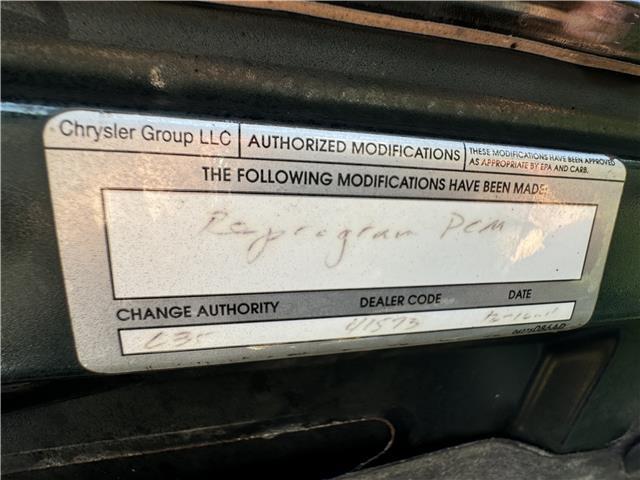 Chrysler Group LLC
AUTHORIZED MODIFICATIONS
THESE MODIFICATIONS HAVE BEEN APPROVED
AS APPROPRIATE BY EPA AND CARB.
THE FOLLOWING MODIFICATIONS HAVE BEEN MADE:
Reprogram PCM
CHANGE AUTHORITY DEALER CODE DATE
41573